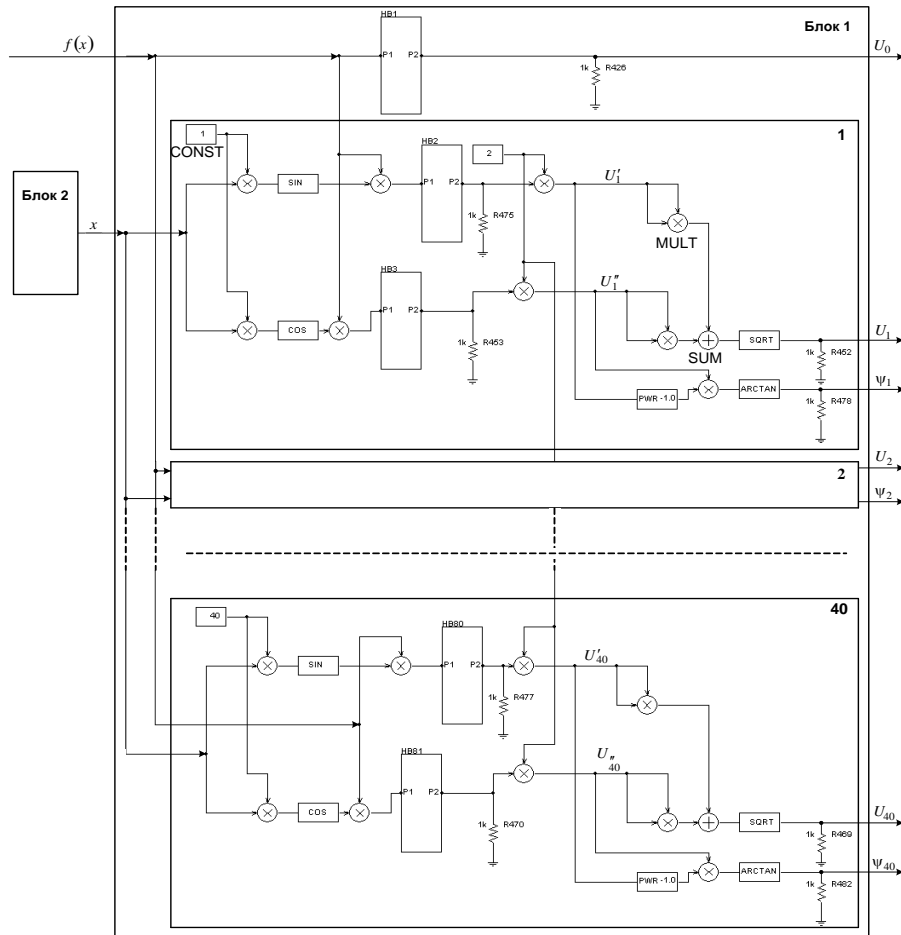 HB1
Блок 1
f(x)
U₀
P1 P2
1k R426
1
1
CONST
HB2
2
Блок 2
SIN
P1 P2
U′₁
1k R475
x
MULT
HB3
U″₁
COS
P1 P2
SUM
SQRT
U₁
1k R453
1k R452
PWR -1.0
ARCTAN
ψ₁
1k R478
2
U₂
ψ₂
40
40
HB80
SIN
P1 P2
U′₄₀
1k R477
HB81
U″₄₀
COS
P1 P2
SQRT
U₄₀
1k R470
1k R469
PWR -1.0
ARCTAN
ψ₄₀
1k R482